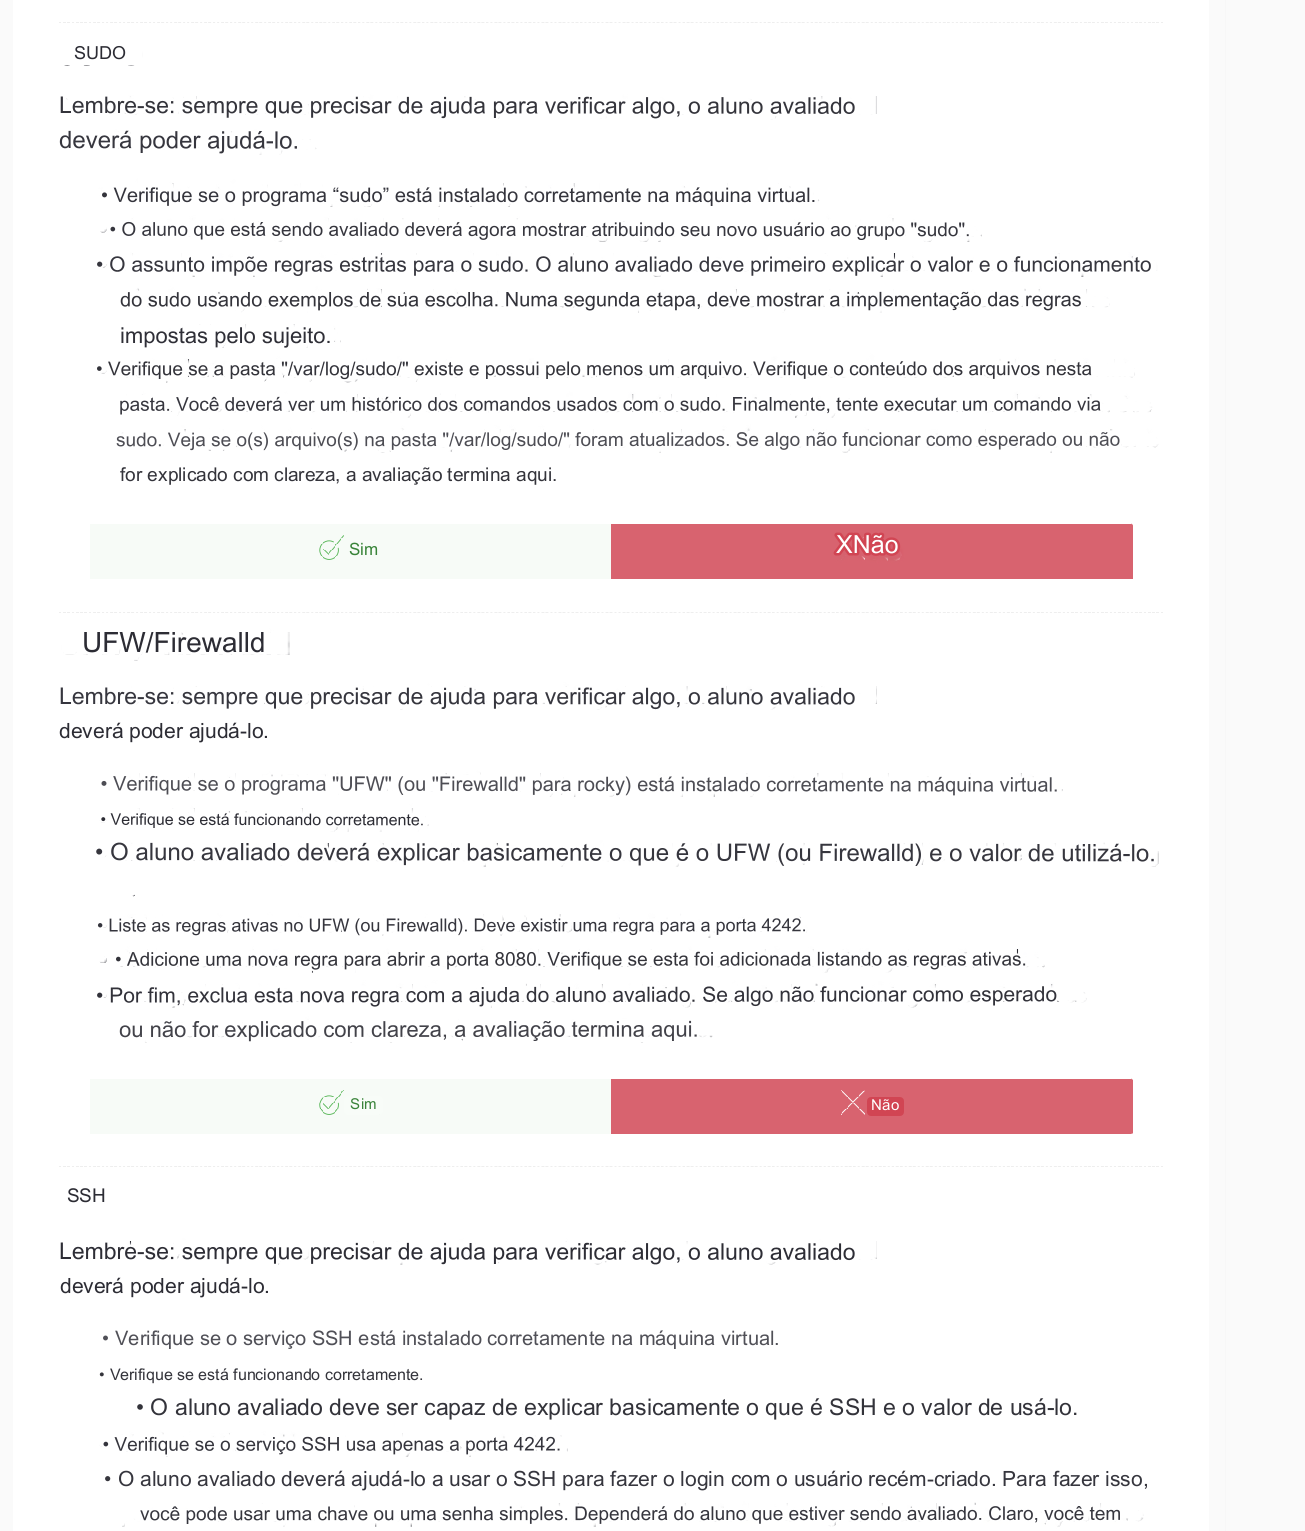 SUDO
Lembre-se: sempre que precisar de ajuda para verificar algo, o aluno avaliado
deverá poder ajudá-lo.
• Verifique se o programa “sudo” está instalado corretamente na máquina virtual.
• O aluno que está sendo avaliado deverá agora mostrar atribuindo seu novo usuário ao grupo "sudo".
• O assunto impõe regras estritas para o sudo. O aluno avaliado deve primeiro explicar o valor e o funcionamento
do sudo usando exemplos de sua escolha. Numa segunda etapa, deve mostrar a implementação das regras
impostas pelo sujeito.
• Verifique se a pasta "/var/log/sudo/" existe e possui pelo menos um arquivo. Verifique o conteúdo dos arquivos nesta
pasta. Você deverá ver um histórico dos comandos usados com o sudo. Finalmente, tente executar um comando via
sudo. Veja se o(s) arquivo(s) na pasta "/var/log/sudo/" foram atualizados. Se algo não funcionar como esperado ou não
for explicado com clareza, a avaliação termina aqui.
Sim
XNão
UFW/Firewalld
Lembre-se: sempre que precisar de ajuda para verificar algo, o aluno avaliado
deverá poder ajudá-lo.
• Verifique se o programa "UFW" (ou "Firewalld" para rocky) está instalado corretamente na máquina virtual.
• Verifique se está funcionando corretamente.
• O aluno avaliado deverá explicar basicamente o que é o UFW (ou Firewalld) e o valor de utilizá-lo.
• Liste as regras ativas no UFW (ou Firewalld). Deve existir uma regra para a porta 4242.
• Adicione uma nova regra para abrir a porta 8080. Verifique se esta foi adicionada listando as regras ativas.
• Por fim, exclua esta nova regra com a ajuda do aluno avaliado. Se algo não funcionar como esperado
ou não for explicado com clareza, a avaliação termina aqui.
Sim
Não
SSH
Lembre-se: sempre que precisar de ajuda para verificar algo, o aluno avaliado
deverá poder ajudá-lo.
• Verifique se o serviço SSH está instalado corretamente na máquina virtual.
• Verifique se está funcionando corretamente.
• O aluno avaliado deve ser capaz de explicar basicamente o que é SSH e o valor de usá-lo.
• Verifique se o serviço SSH usa apenas a porta 4242.
• O aluno avaliado deverá ajudá-lo a usar o SSH para fazer o login com o usuário recém-criado. Para fazer isso,
você pode usar uma chave ou uma senha simples. Dependerá do aluno que estiver sendo avaliado. Claro, você tem